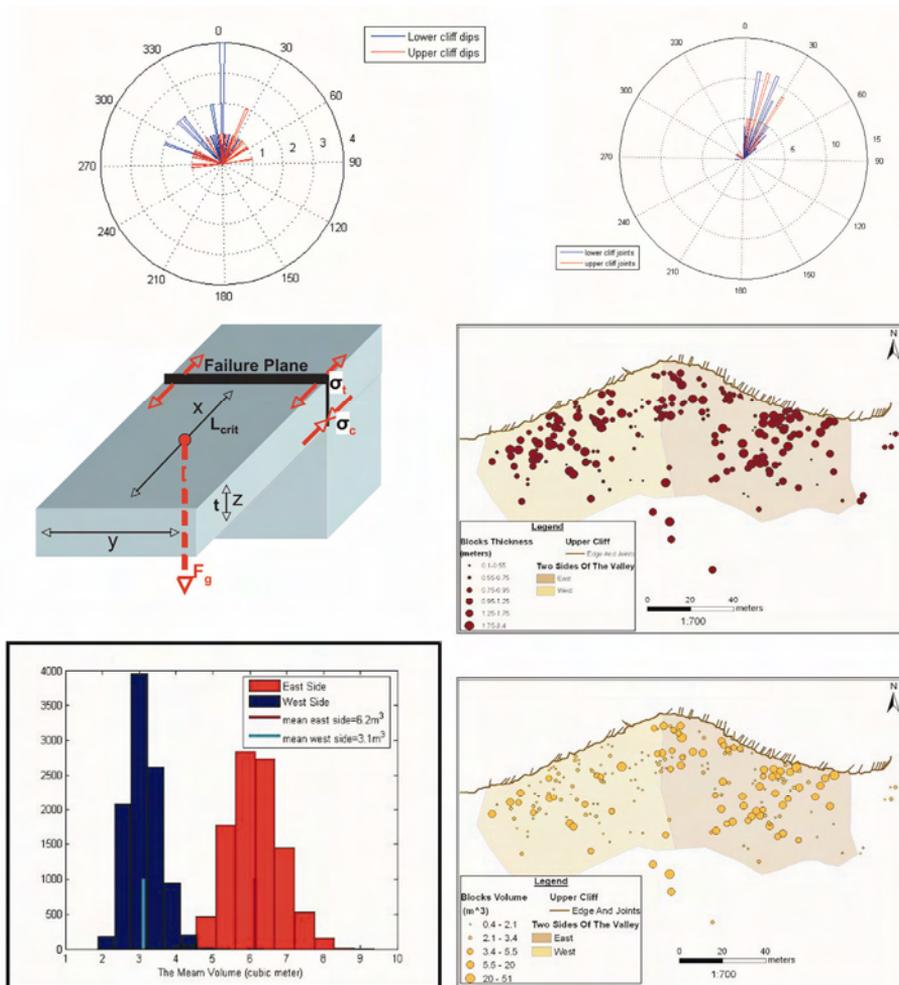 0
30
60
90
120
150
180
210
240
270
300
330
1
2
3
4
Lower cliff dips
Upper cliff dips
0
30
60
90
120
150
180
210
240
270
300
330
5
10
15
lower cliff joints
upper cliff joints
Failure Plane
σt
σc
x
Lcrit
t
z
y
Fg
N
Legend
Blocks Thickness
(meters)
0.1-0.55
0.55-0.75
0.75-0.95
0.95-1.25
1.25-1.75
1.75-3.4
Upper Cliff
Edge And Joints
Two Sides Of The Valley
East
West
0 20 40
meters
1:700
4000
3500
3000
2500
2000
1500
1000
500
0
1 2 3 4 5 6 7 8 9 10
The Mearn Volume (cubic meter)
East Side
West Side
mean east side=6.2m³
mean west side=3.1m³
N
Legend
Blocks Volume
(m^3)
0.4 - 2.1
2.1 - 3.4
3.4 - 5.5
5.5 - 20
20 - 51
Upper Cliff
Edge And Joints
Two Sides Of The Valley
East
West
0 20 40
meters
1:700